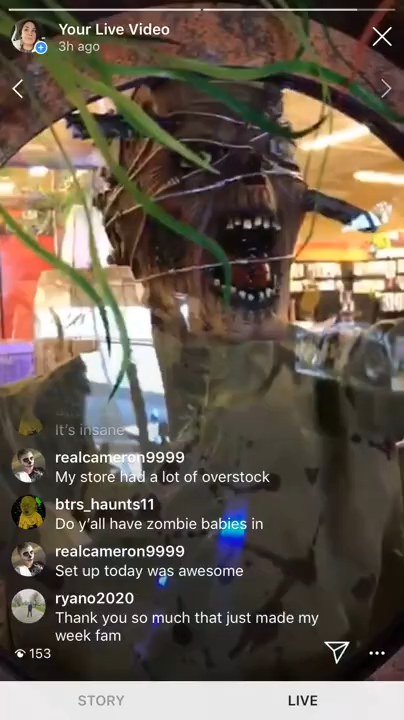 Your Live Video
3h ago
It's insane
realcameron9999
My store had a lot of overstock
btrs_haunts11
Do y'all have zombie babies in
realcameron9999
Set up today was awesome
ryano2020
Thank you so much that just made my
week fam
153
STORY
LIVE